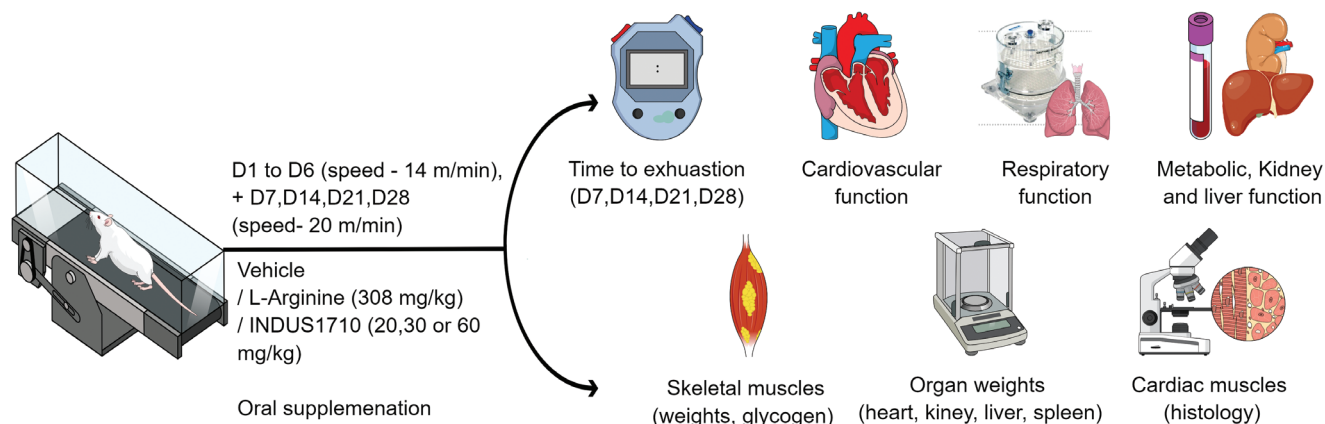 D1 to D6 (speed - 14 m/min),
+ D7,D14,D21,D28
(speed- 20 m/min)
Vehicle
/ L-Arginine (308 mg/kg)
/ INDUS1710 (20,30 or 60
mg/kg)
Oral supplemenation
Time to exhuastion
(D7,D14,D21,D28)
Cardiovascular
function
Respiratory
function
Metabolic, Kidney
and liver function
Skeletal muscles
(weights, glycogen)
Organ weights
(heart, kiney, liver, spleen)
Cardiac muscles
(histology)